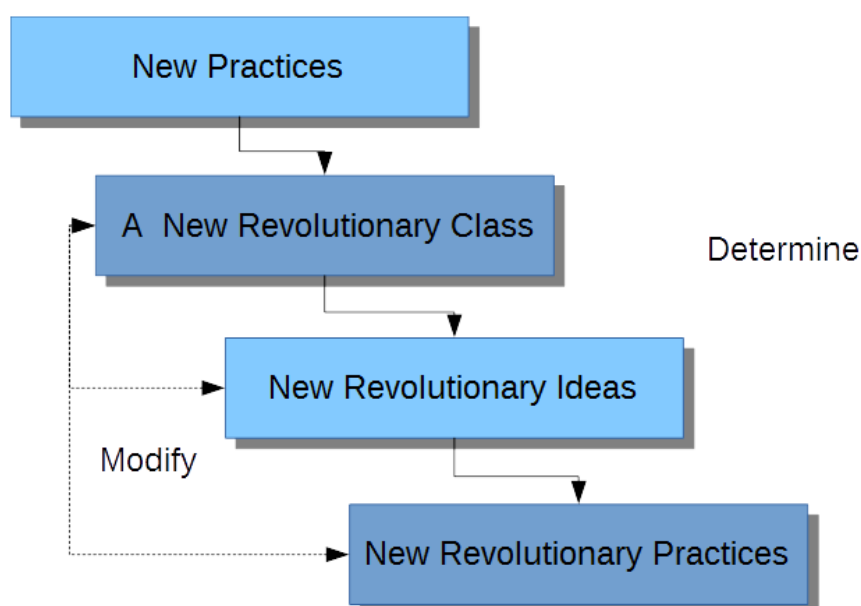 New Practices
A New Revolutionary Class
Determine
New Revolutionary Ideas
Modify
New Revolutionary Practices